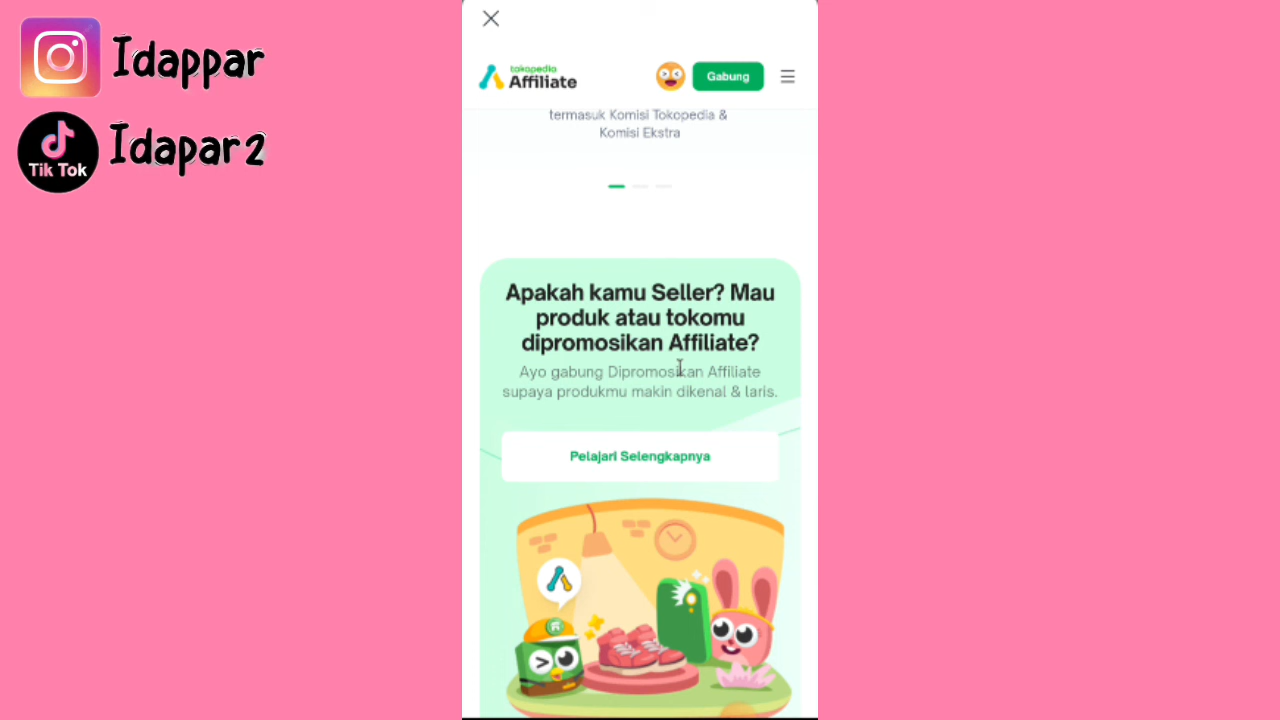 Idappar
Tik Tok
Idapar2
tokopedia
Affiliate
Gabung
termasuk Komisi Tokopedia &
Komisi Ekstra
Apakah kamu Seller? Mau
produk atau tokomu
dipromosikan Affiliate?
Ayo gabung Dipromosikan Affiliate
supaya produkmu makin dikenal & laris.
Pelajari Selengkapnya